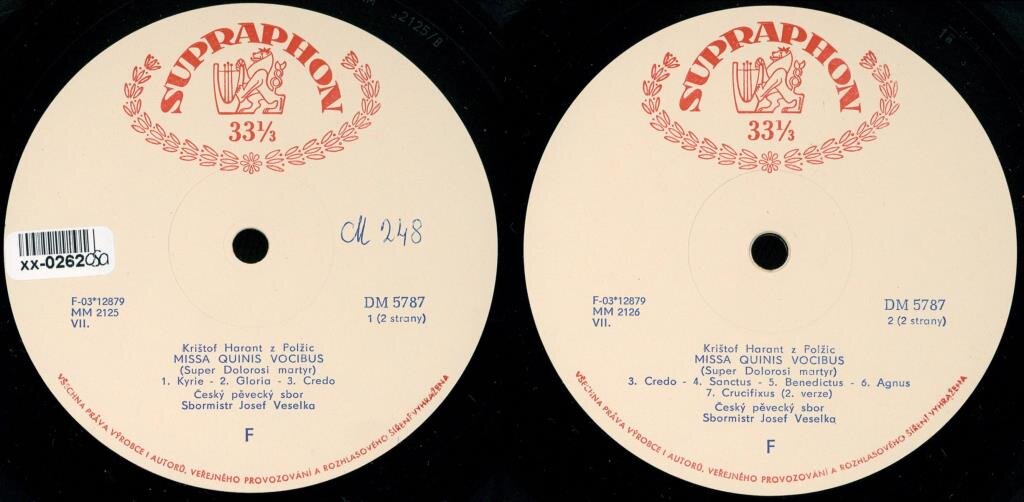 2125/B
SUPRAPHON
33⅓
M 248
xx-0262
F-03*12879
MM 2125
VII.
DM 5787
1 (2 strany)
Krištof Harant z Polžic
MISSA QUINIS VOCIBUS
(Super Dolorosi martyr)
1. Kyrie - 2. Gloria - 3. Credo
Český pěvecký sbor
Sbormistr Josef Veselka
F
VŠECHNA PRÁVA VÝROBCE I AUTORŮ, VEŘEJNÉHO PROVOZOVÁNÍ A ROZHLASOVÉHO ŠÍŘENÍ VYHRAŽENA
SUPRAPHON
33⅓
F-03*12879
MM 2126
VII.
DM 5787
2 (2 strany)
Krištof Harant z Polžic
MISSA QUINIS VOCIBUS
(Super Dolorosi martyr)
3. Credo - 4. Sanctus - 5. Benedictus - 6. Agnus
7. Crucifixus (2. verze)
Český pěvecký sbor
Sbormistr Josef Veselka
F
VŠECHNA PRÁVA VÝROBCE I AUTORŮ, VEŘEJNÉHO PROVOZOVÁNÍ A ROZHLASOVÉHO ŠÍŘENÍ VYHRAŽENA